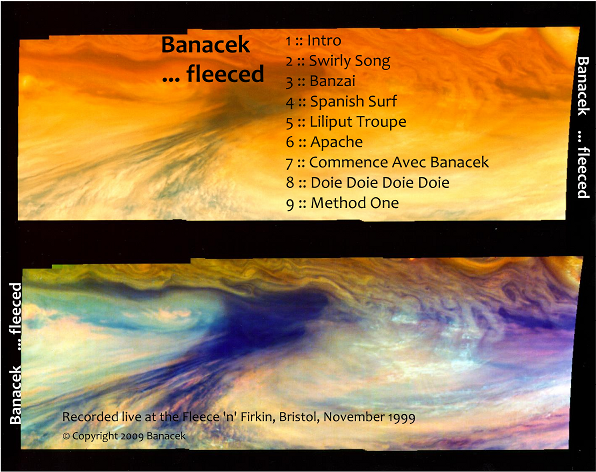 Banacek
... fleeced
1 :: Intro
2 :: Swirly Song
3 :: Banzai
4 :: Spanish Surf
5 :: Liliput Troupe
6 :: Apache
7 :: Commence Avec Banacek
8 :: Doie Doie Doie Doie
9 :: Method One
Banacek ... fleeced
Banacek ... fleeced
Recorded live at the Fleece 'n' Firkin, Bristol, November 1999
© Copyright 2009 Banacek